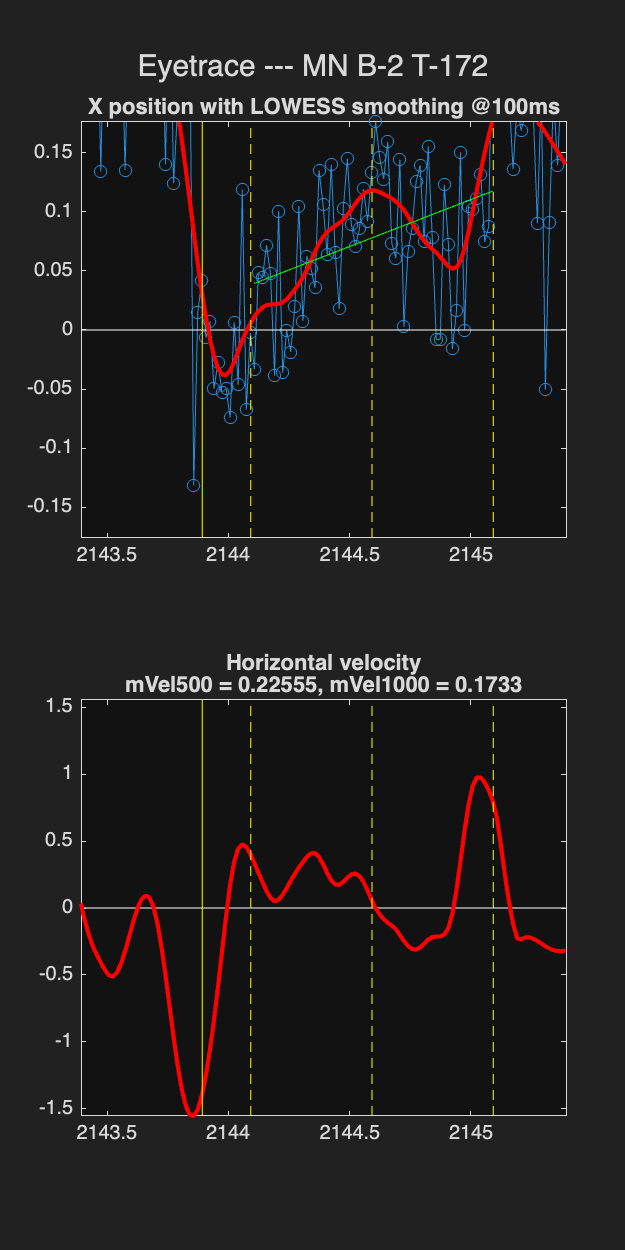 Eyetrace --- MN B-2 T-172
X position with LOWESS smoothing @100ms
0.15
0.1
0.05
0
-0.05
-0.1
-0.15
2143.5 2144 2144.5 2145
Horizontal velocity
mVel500 = 0.22555, mVel1000 = 0.1733
1.5
1
0.5
0
-0.5
-1
-1.5
2143.5 2144 2144.5 2145